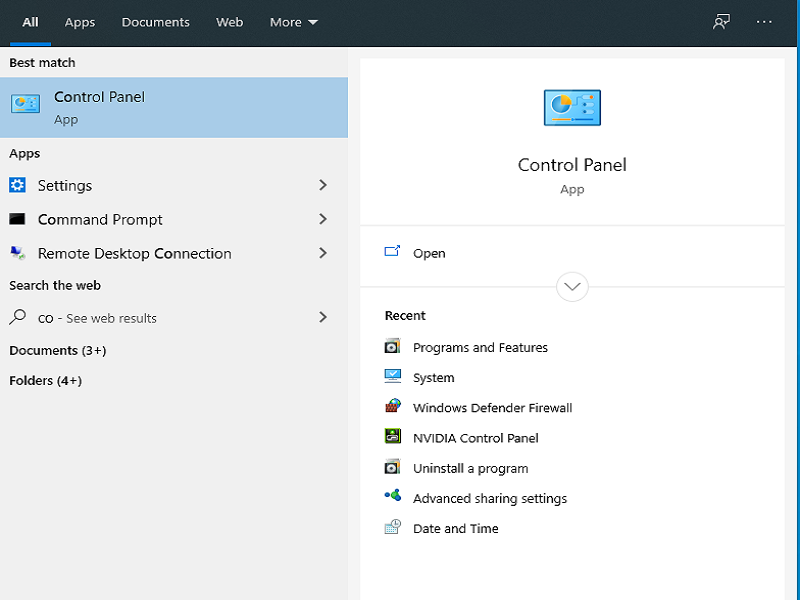 All Apps Documents Web More
Best match
Control Panel
App
Apps
Settings
Command Prompt
Remote Desktop Connection
Search the web
co - See web results
Documents (3+)
Folders (4+)
Control Panel
App
Open
Recent
Programs and Features
System
Windows Defender Firewall
NVIDIA Control Panel
Uninstall a program
Advanced sharing settings
Date and Time